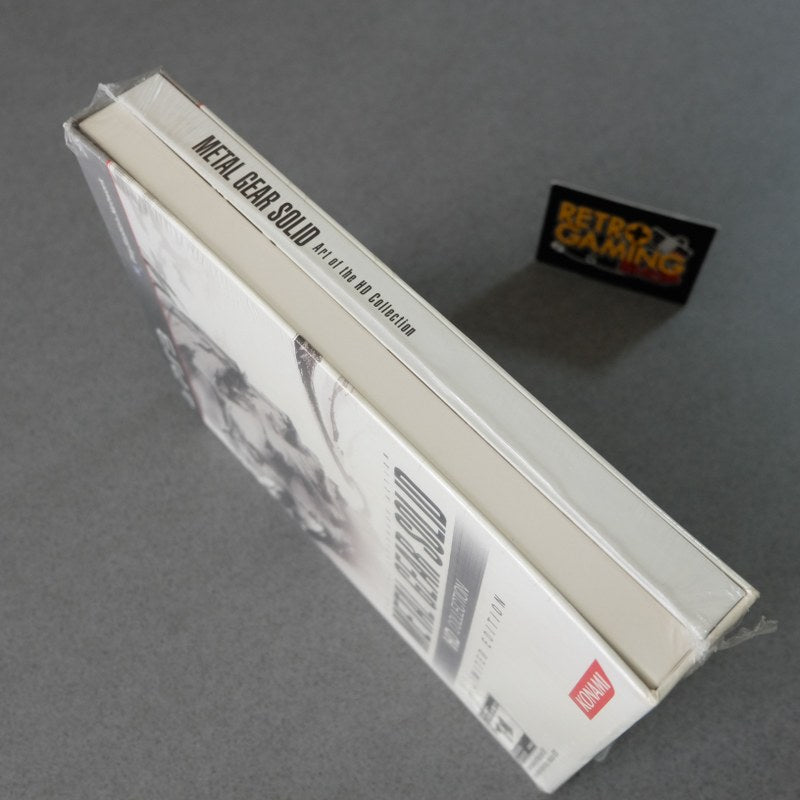 METAL GEAR SOLID Art of the HD Collection
RETRO
GAMING
METAL GEAR SOLID
HD COLLECTION
LIMITED EDITION
KONAMI